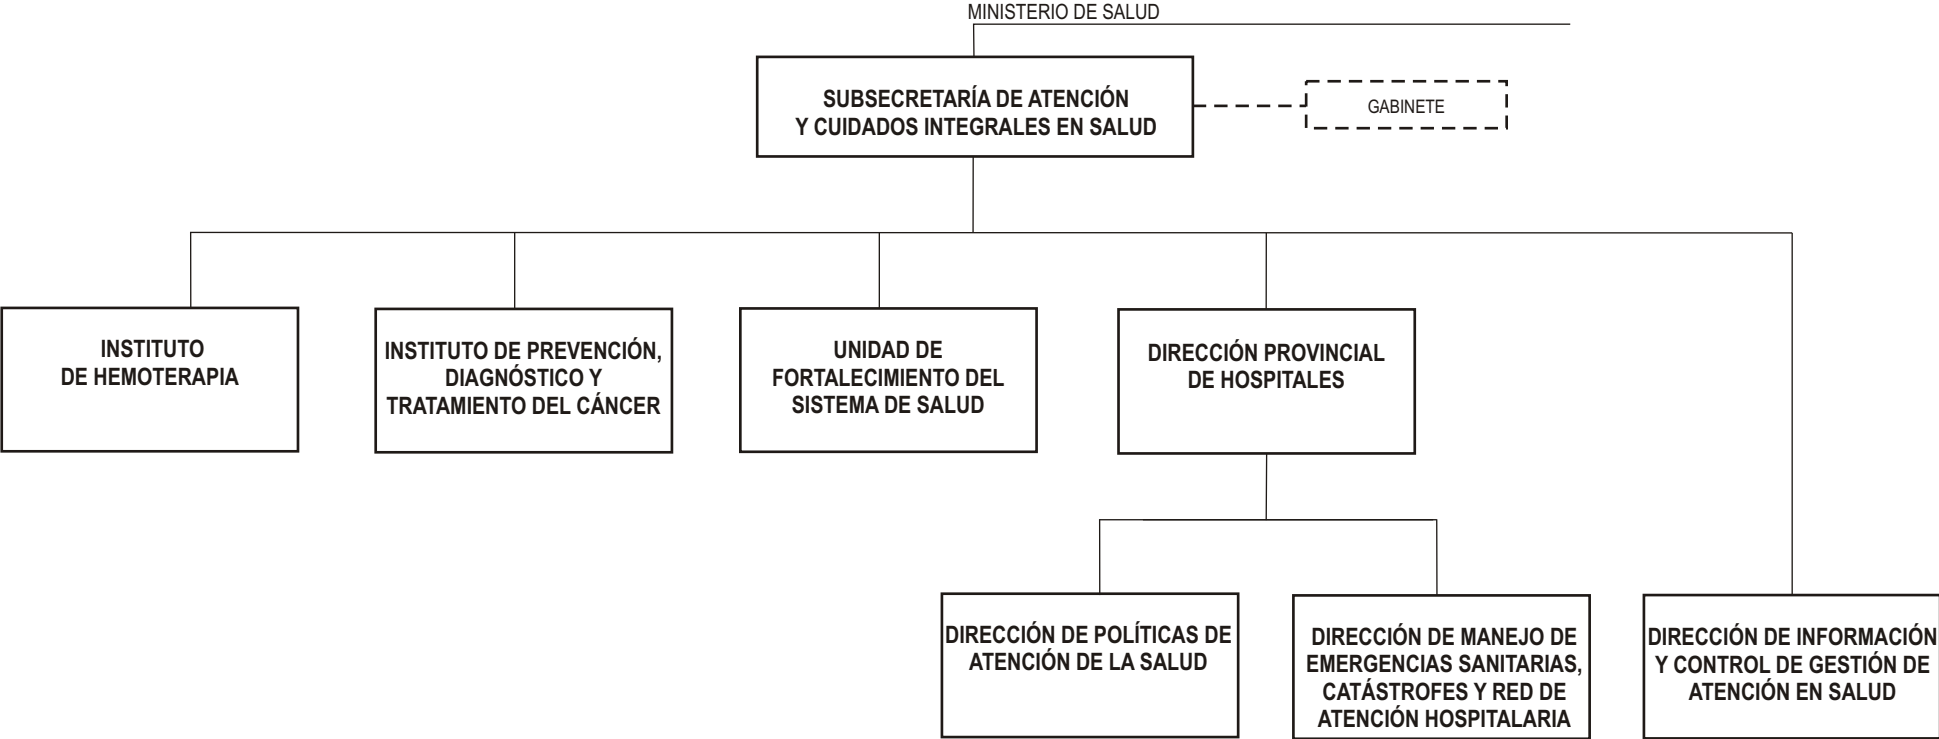 MINISTERIO DE SALUD
SUBSECRETARÍA DE ATENCIÓN
Y CUIDADOS INTEGRALES EN SALUD
GABINETE
INSTITUTO
DE HEMOTERAPIA
INSTITUTO DE PREVENCIÓN,
DIAGNÓSTICO Y
TRATAMIENTO DEL CÁNCER
UNIDAD DE
FORTALECIMIENTO DEL
SISTEMA DE SALUD
DIRECCIÓN PROVINCIAL
DE HOSPITALES
DIRECCIÓN DE POLÍTICAS DE
ATENCIÓN DE LA SALUD
DIRECCIÓN DE MANEJO DE
EMERGENCIAS SANITARIAS,
CATÁSTROFES Y RED DE
ATENCIÓN HOSPITALARIA
DIRECCIÓN DE INFORMACIÓN
Y CONTROL DE GESTIÓN DE
ATENCIÓN EN SALUD